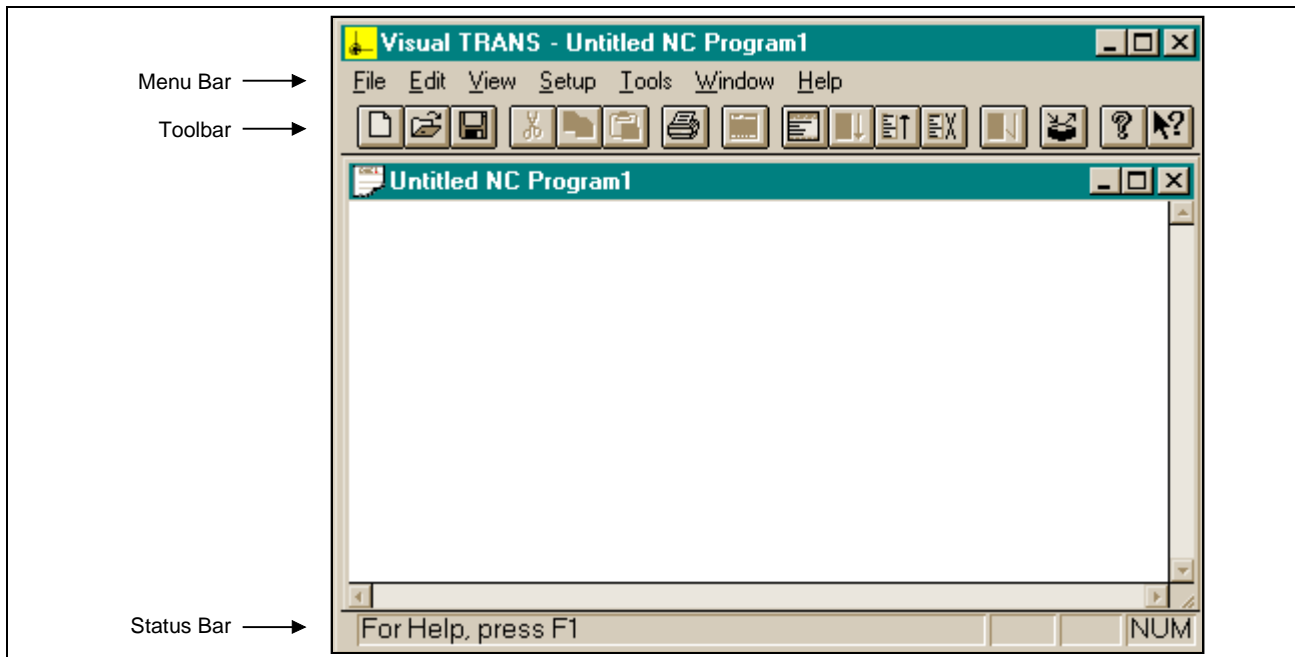 Visual TRANS - Untitled NC Program1
Menu Bar
File Edit View Setup Tools Window Help
Toolbar
Untitled NC Program1
Status Bar
For Help, press F1
NUM